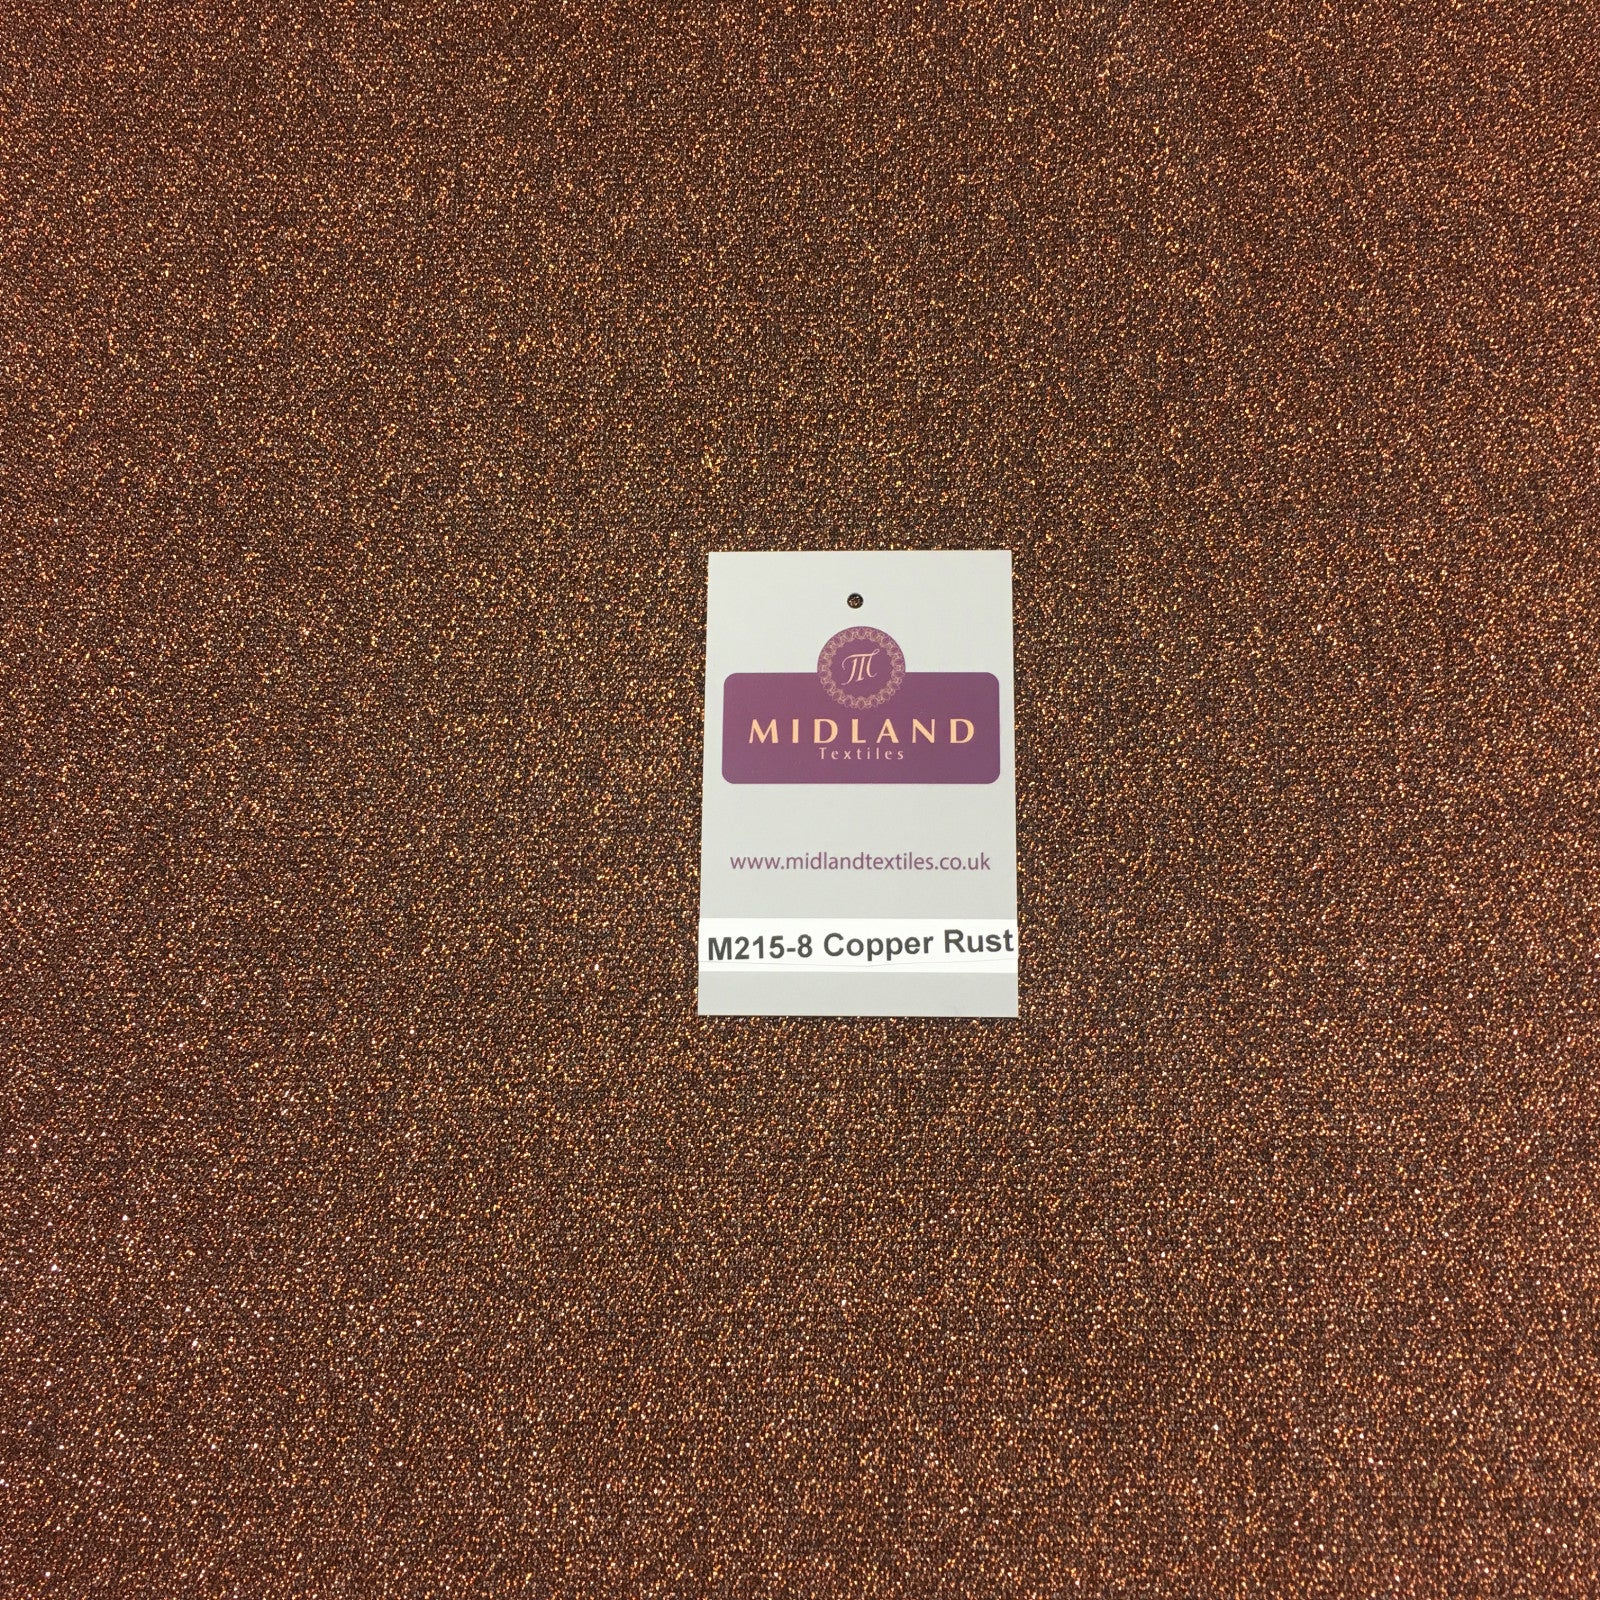 M
MIDLAND
Textiles
www.midlandtextiles.co.uk
M215-8 Copper Rust